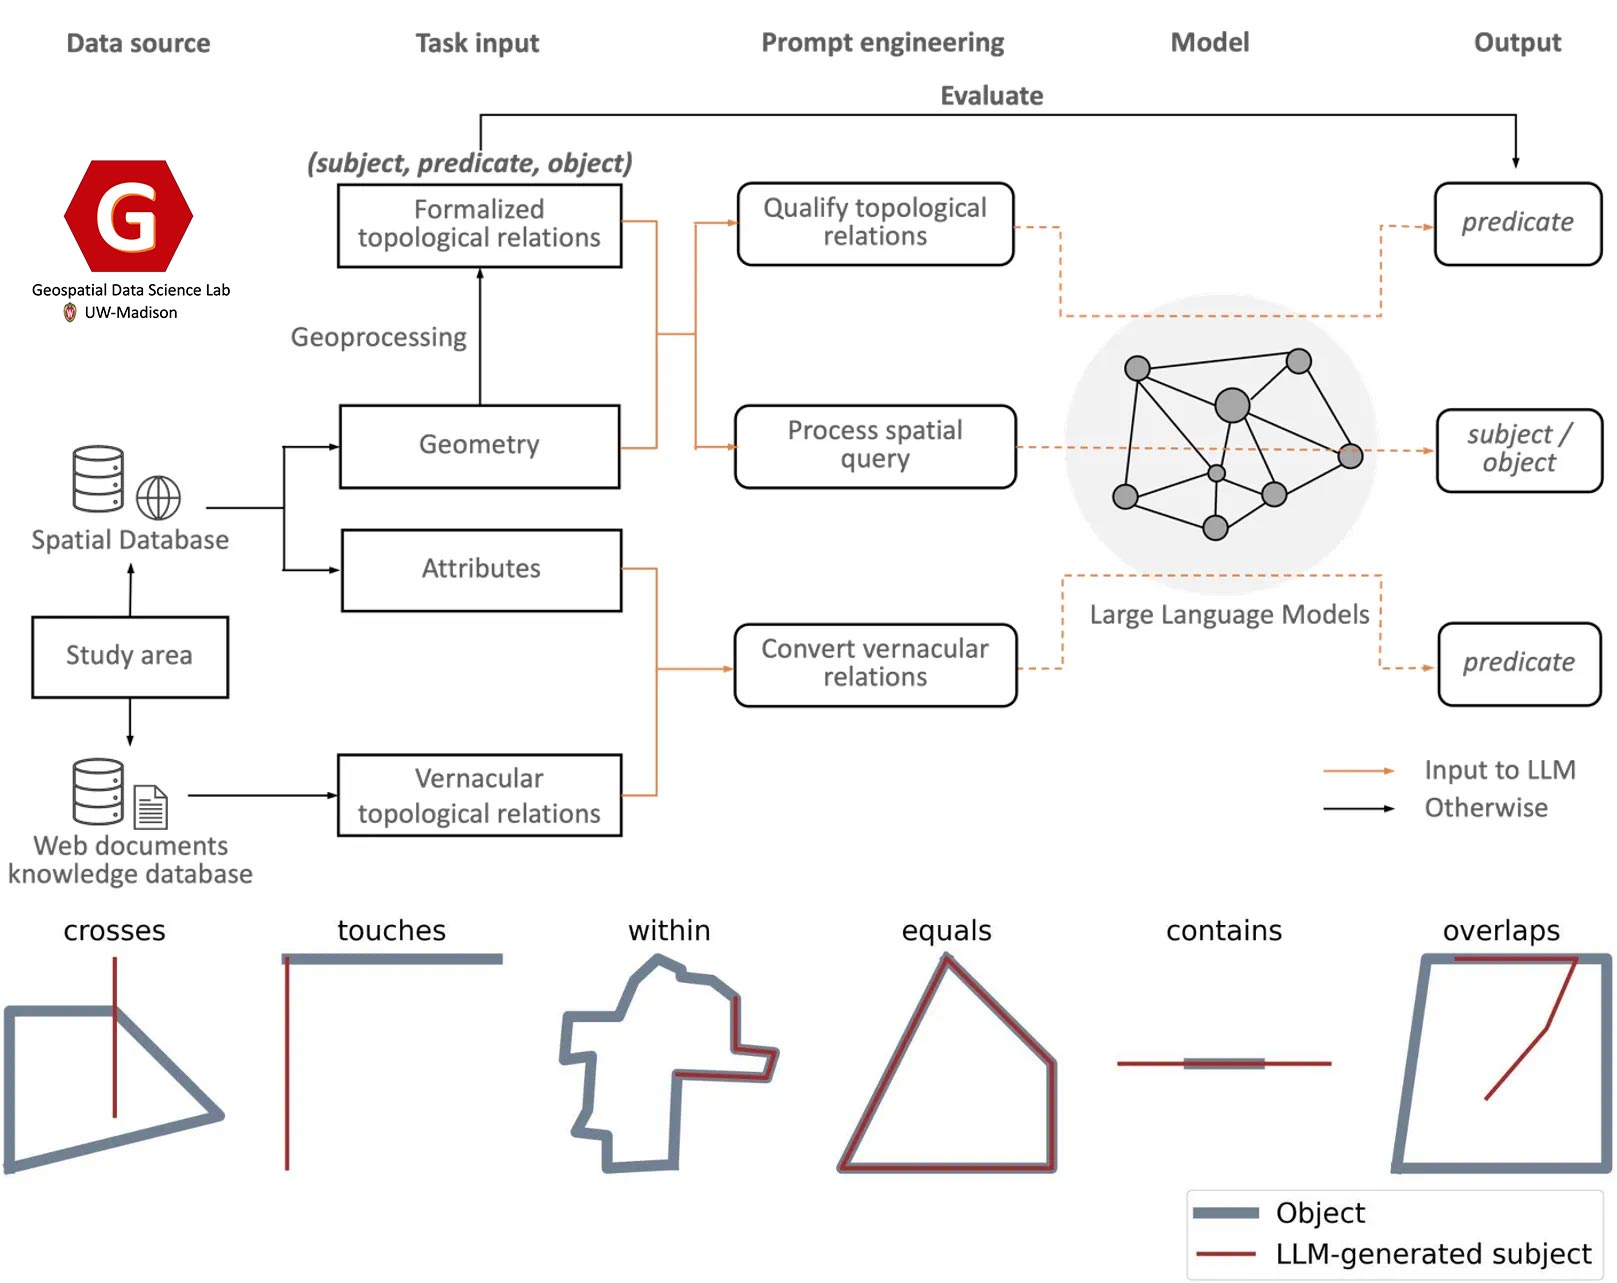 Data source
Task input
Prompt engineering
Model
Output
Evaluate
(subject, predicate, object)
G
Geospatial Data Science Lab
UW-Madison
Formalized
topological relations
Qualify topological
relations
predicate
Geoprocessing
Geometry
Process spatial
query
subject /
object
Spatial Database
Attributes
Large Language Models
Study area
Convert vernacular
relations
predicate
Vernacular
topological relations
Input to LLM
Otherwise
Web documents
knowledge database
crosses
touches
within
equals
contains
overlaps
Object
LLM-generated subject